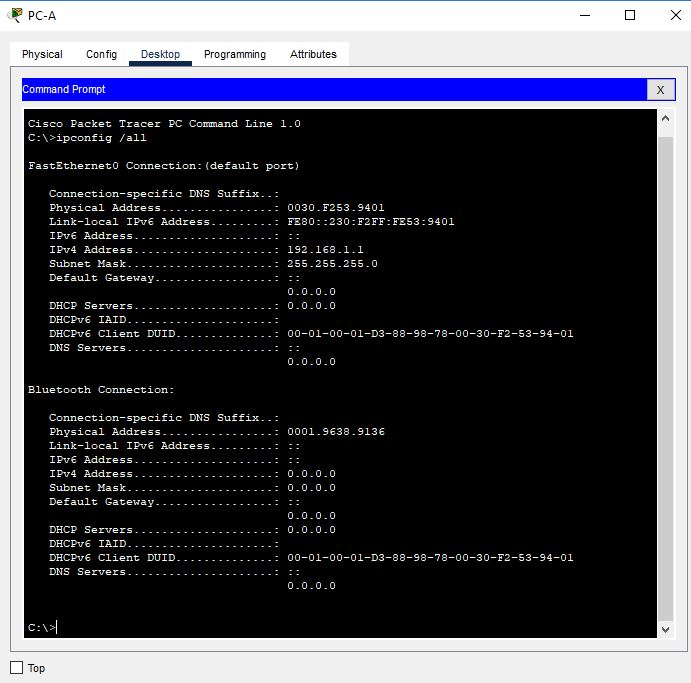 PC-A
Physical Config Desktop Programming Attributes
Command Prompt X
Cisco Packet Tracer PC Command Line 1.0
C:\>ipconfig /all
FastEthernet0 Connection:(default port)
Connection-specific DNS Suffix..:
Physical Address................: 0030.F253.9401
Link-local IPv6 Address.........: FE80::230:F2FF:FE53:9401
IPv6 Address....................: ::
IPv4 Address....................: 192.168.1.1
Subnet Mask.....................: 255.255.255.0
Default Gateway.................: ::
0.0.0.0
DHCP Servers....................: 0.0.0.0
DHCPv6 IAID.....................:
DHCPv6 Client DUID..............: 00-01-00-01-D3-88-98-78-00-30-F2-53-94-01
DNS Servers.....................: ::
0.0.0.0
Bluetooth Connection:
Connection-specific DNS Suffix..:
Physical Address................: 0001.9638.9136
Link-local IPv6 Address.........: ::
IPv6 Address....................: ::
IPv4 Address....................: 0.0.0.0
Subnet Mask.....................: 0.0.0.0
Default Gateway.................: ::
0.0.0.0
DHCP Servers....................: 0.0.0.0
DHCPv6 IAID.....................:
DHCPv6 Client DUID..............: 00-01-00-01-D3-88-98-78-00-30-F2-53-94-01
DNS Servers.....................: ::
0.0.0.0
C:\>
Top